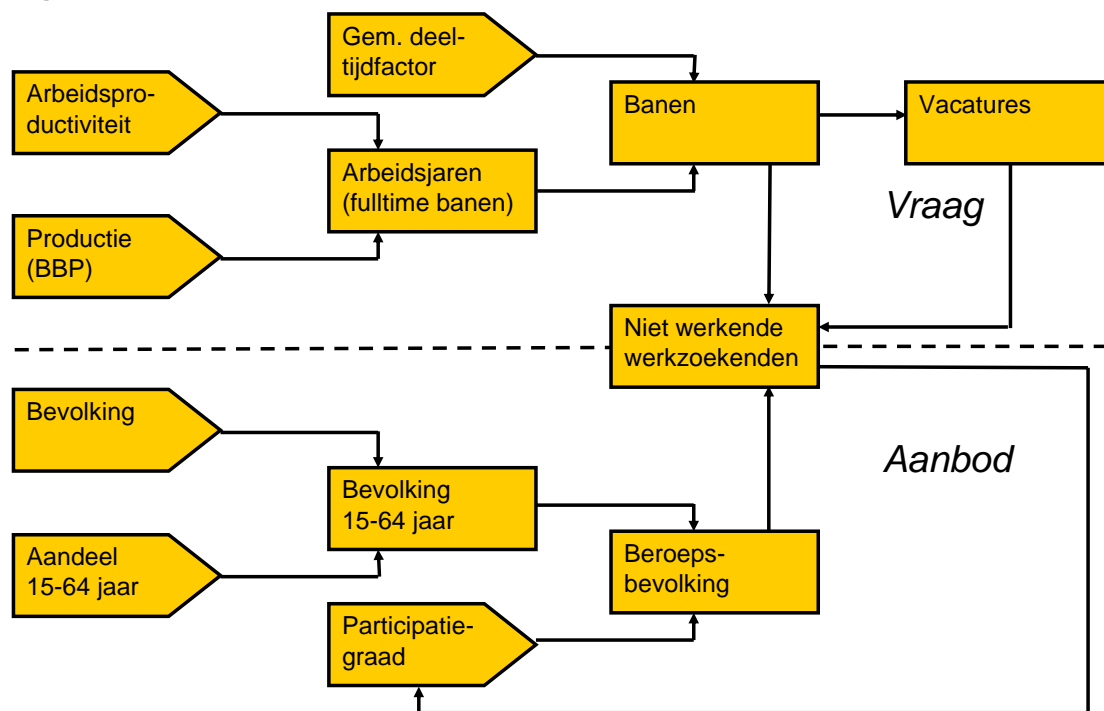 Gem. deel-
tijdfactor
Arbeidspro-
ductiviteit
Banen
Vacatures
Arbeidsjaren
(fulltime banen)
Vraag
Productie
(BBP)
Niet werkende
werkzoekenden
Bevolking
Aanbod
Bevolking
15-64 jaar
Aandeel
15-64 jaar
Beroeps-
bevolking
Participatie-
graad